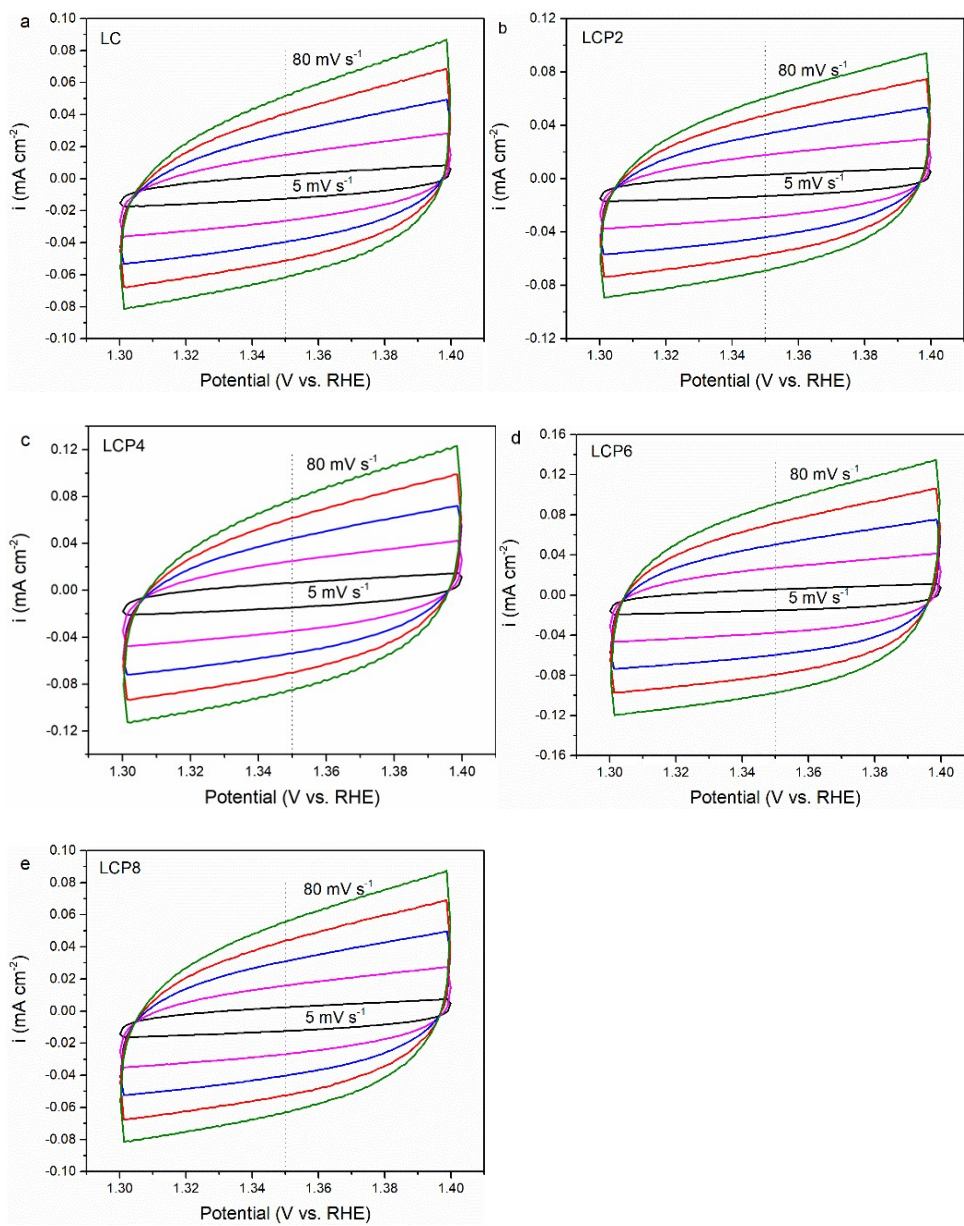 a
LC
80 mV s⁻¹
5 mV s⁻¹
0.10
0.08
0.06
0.04
0.02
0.00
-0.02
-0.04
-0.06
-0.08
-0.10
i (mA cm⁻²)
1.30 1.32 1.34 1.36 1.38 1.40
Potential (V vs. RHE)
b
LCP2
80 mV s⁻¹
5 mV s⁻¹
0.12
0.06
0.00
-0.06
-0.12
i (mA cm⁻²)
1.30 1.32 1.34 1.36 1.38 1.40
Potential (V vs. RHE)
c
LCP4
80 mV s⁻¹
5 mV s⁻¹
0.12
0.08
0.04
0.00
-0.04
-0.08
-0.12
i (mA cm⁻²)
1.30 1.32 1.34 1.36 1.38 1.40
Potential (V vs. RHE)
d
LCP6
80 mV s⁻¹
5 mV s⁻¹
0.16
0.12
0.08
0.04
0.00
-0.04
-0.08
-0.12
-0.16
i (mA cm⁻²)
1.30 1.32 1.34 1.36 1.38 1.40
Potential (V vs. RHE)
e
LCP8
80 mV s⁻¹
5 mV s⁻¹
0.10
0.08
0.06
0.04
0.02
0.00
-0.02
-0.04
-0.06
-0.08
-0.10
i (mA cm⁻²)
1.30 1.32 1.34 1.36 1.38 1.40
Potential (V vs. RHE)